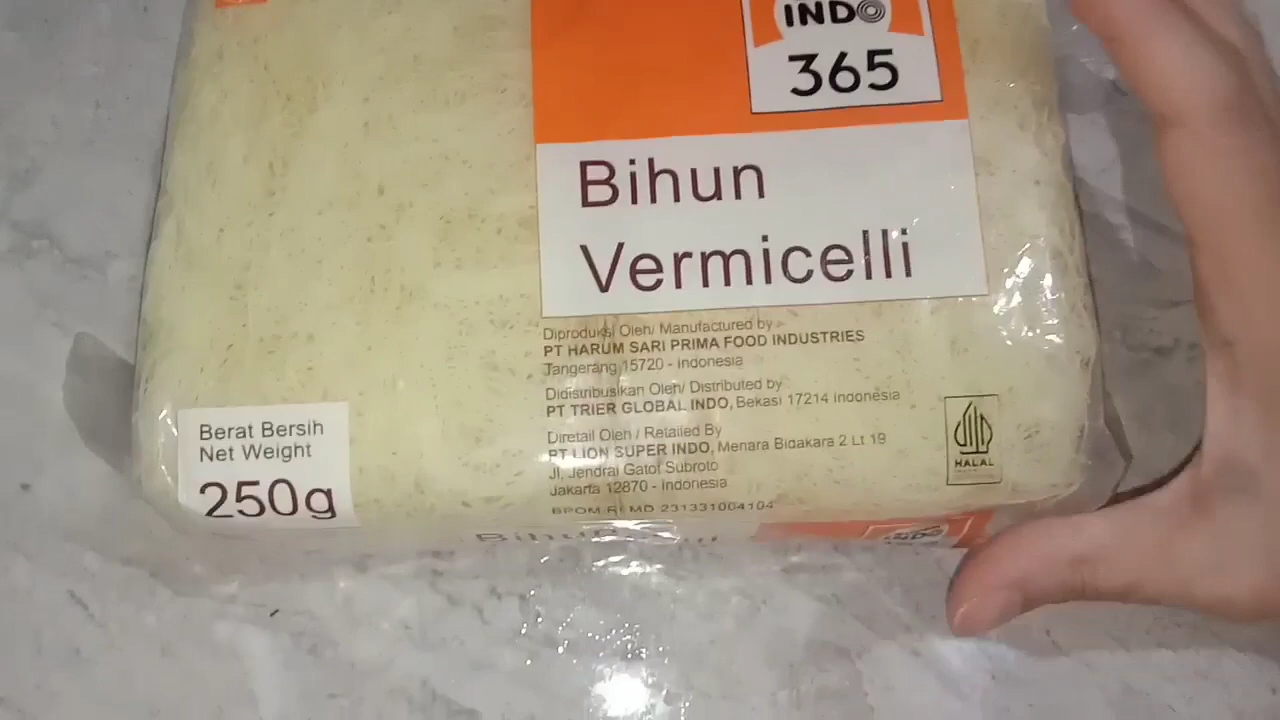 INDO
365
Bihun
Vermicelli
Diproduksi Oleh/ Manufactured by
PT HARUM SARI PRIMA FOOD INDUSTRIES
Tangerang 15720 - Indonesia
Didistribusikan Oleh/ Distributed by
PT TRIER GLOBAL INDO, Bekasi 17214 Indonesia
Diretail Oleh / Retailed By
PT LION SUPER INDO, Menara Bidakara 2 Lt 19
Jl. Jendral Gatot Subroto
Jakarta 12870 - Indonesia
BPOM RI MD 231331004104
Berat Bersih
Net Weight
250g
HALAL
INDO